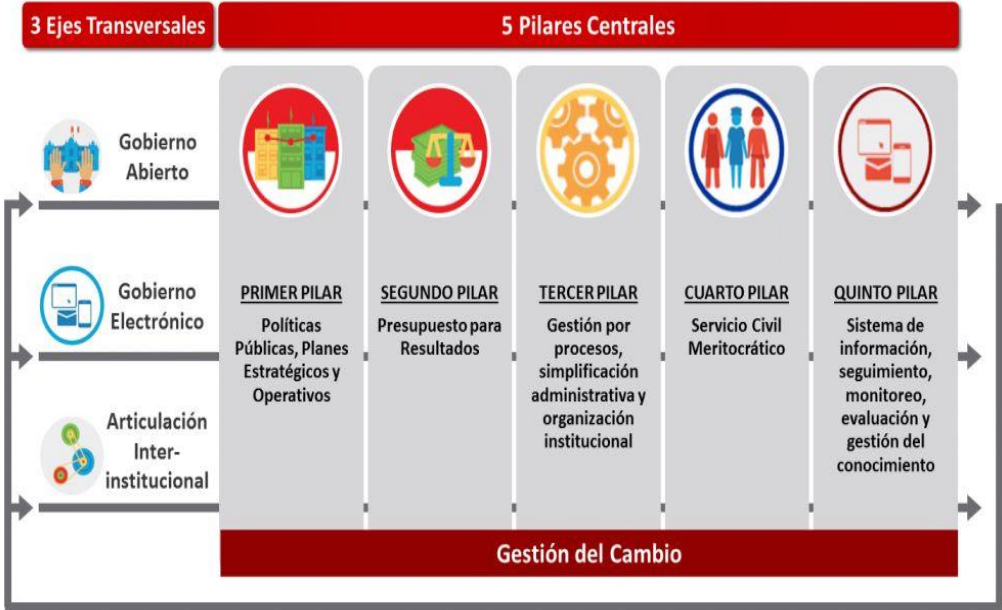 3 Ejes Transversales
5 Pilares Centrales
Gobierno
Abierto
Gobierno
Electrónico
Articulación
Inter-
institucional
PRIMER PILAR
Políticas
Públicas, Planes
Estratégicos y
Operativos
SEGUNDO PILAR
Presupuesto para
Resultados
TERCER PILAR
Gestión por
procesos,
simplificación
administrativa y
organización
institucional
CUARTO PILAR
Servicio Civil
Meritocrático
QUINTO PILAR
Sistema de
información,
seguimiento,
monitoreo,
evaluación y
gestión del
conocimiento
Gestión del Cambio